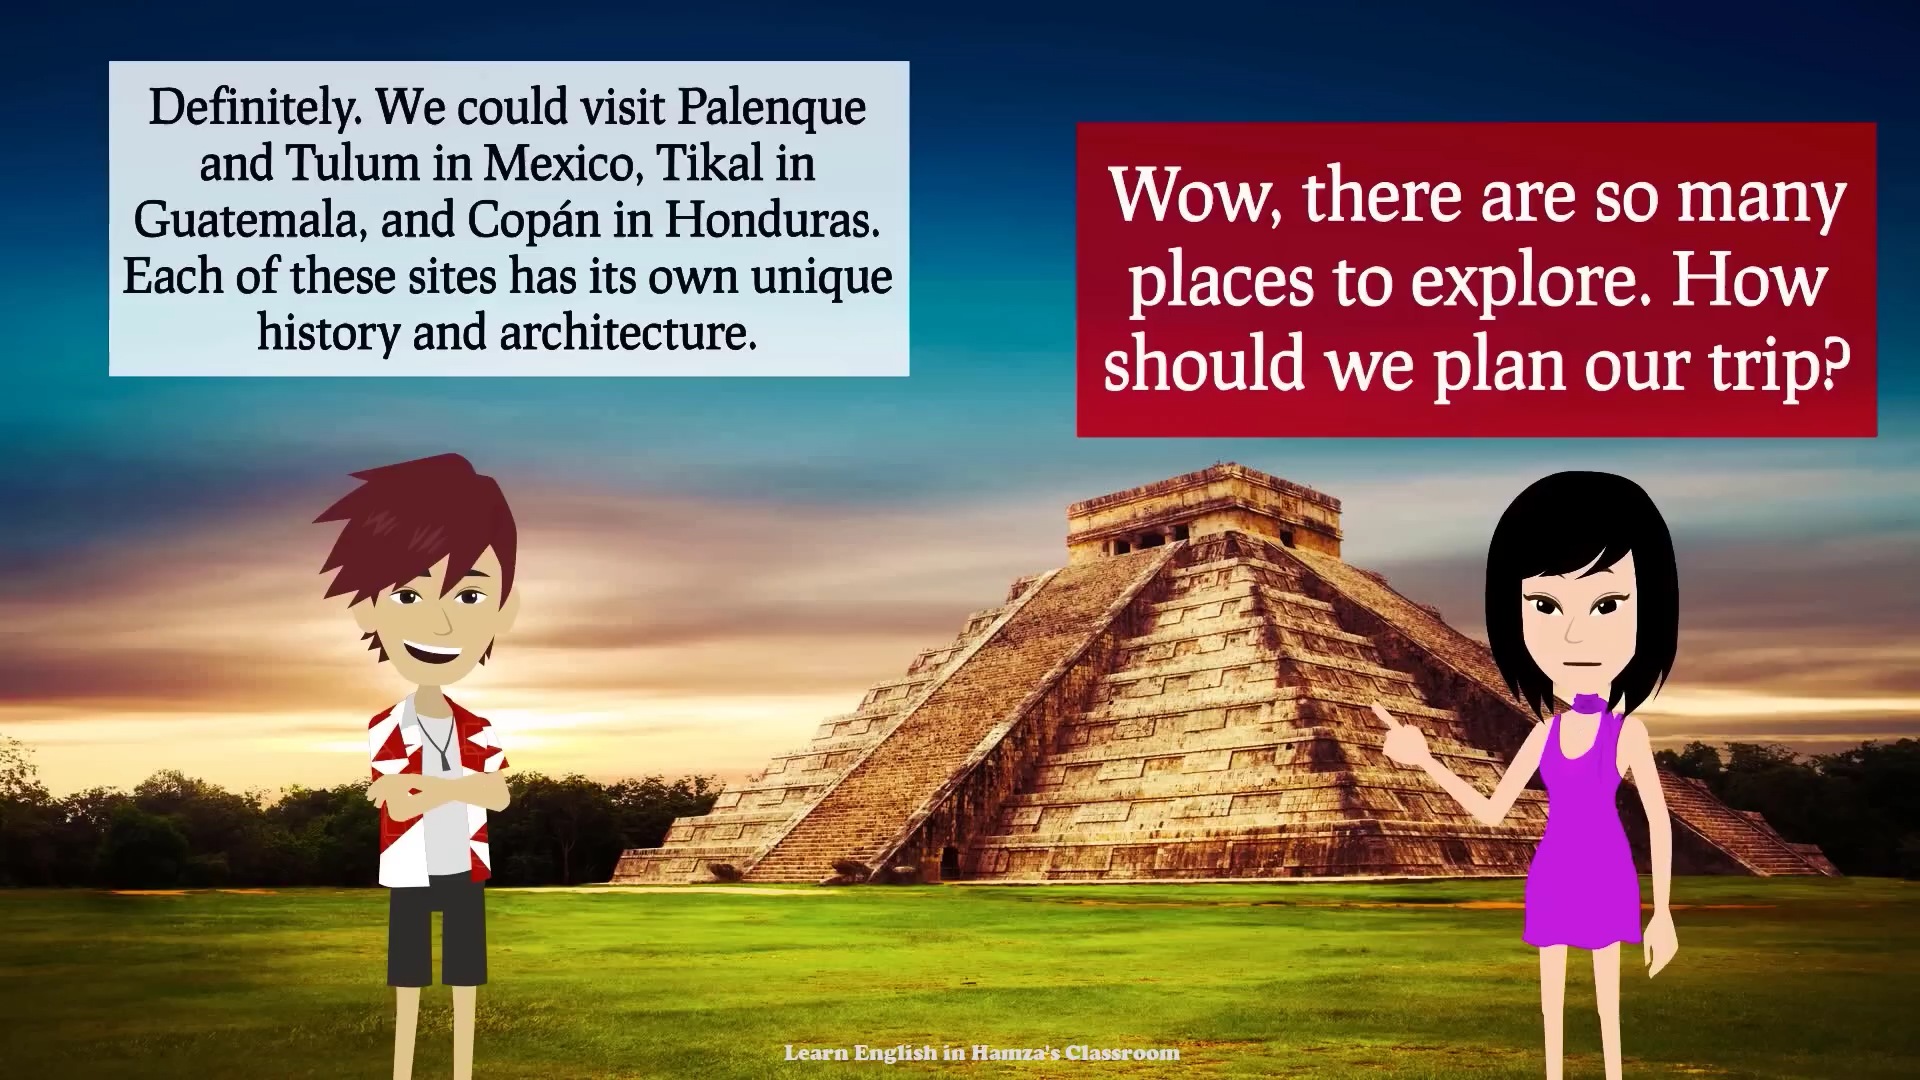 Definitely. We could visit Palenque
and Tulum in Mexico, Tikal in
Guatemala, and Copán in Honduras.
Each of these sites has its own unique
history and architecture.
Wow, there are so many
places to explore. How
should we plan our trip?
Learn English in Hamza's Classroom